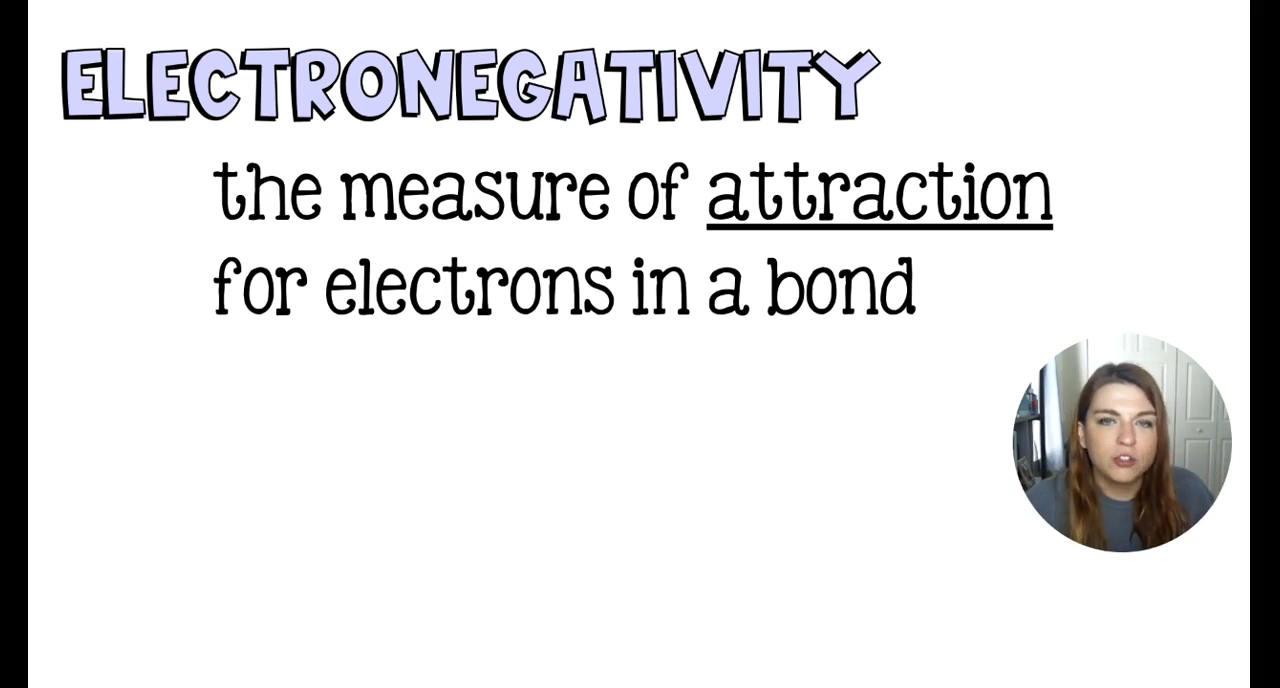 ELECTRONEGATIVITY
the measure of attraction
for electrons in a bond